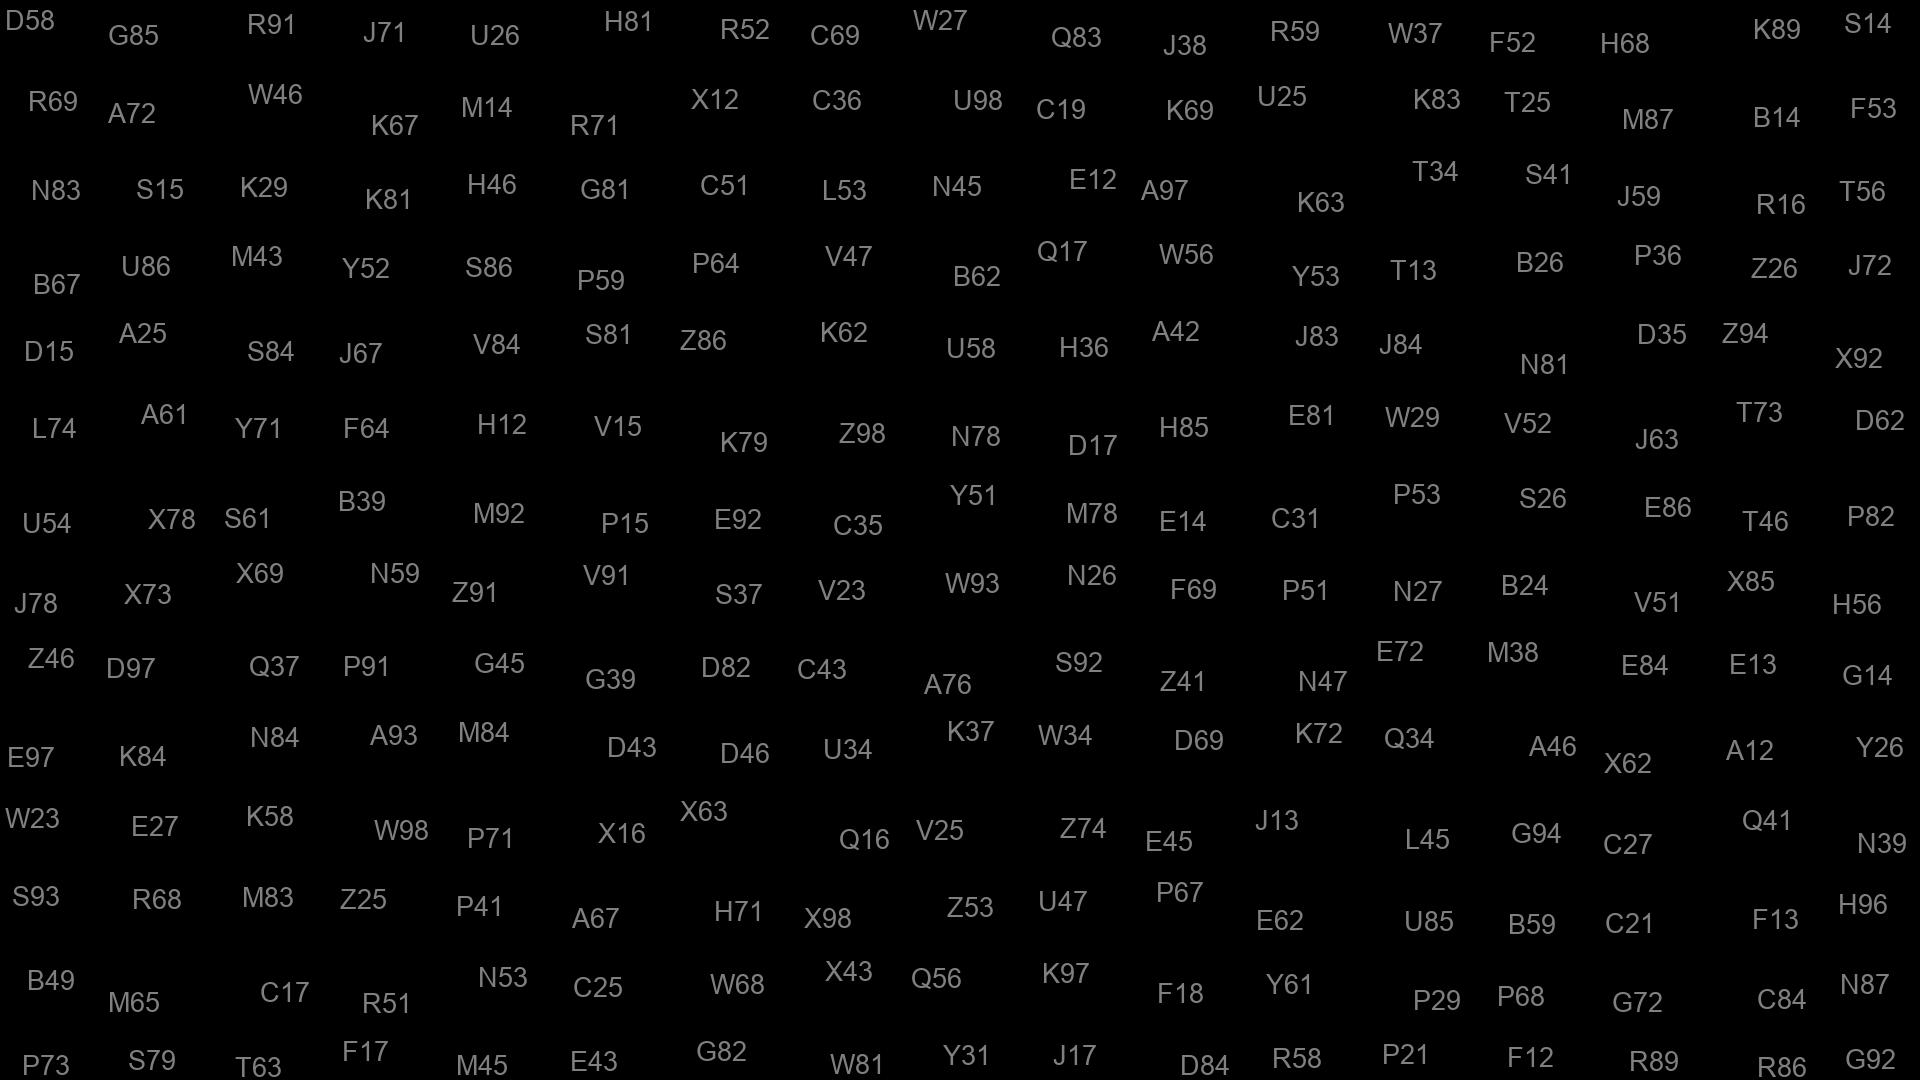 D58 G85 R91 J71 U26 H81 R52 C69 W27 Q83 J38 R59 W37 F52 H68 K89 S14
R69 A72 W46 K67 M14 R71 X12 C36 U98 C19 K69 U25 K83 T25 M87 B14 F53
N83 S15 K29 K81 H46 G81 C51 L53 N45 E12 A97 K63 T34 S41 J59 R16 T56
B67 U86 M43 Y52 S86 P59 P64 V47 B62 Q17 W56 Y53 T13 B26 P36 Z26 J72
D15 A25 S84 J67 V84 S81 Z86 K62 U58 H36 A42 J83 J84 N81 D35 Z94 X92
L74 A61 Y71 F64 H12 V15 K79 Z98 N78 D17 H85 E81 W29 V52 J63 T73 D62
U54 X78 S61 B39 M92 P15 E92 C35 Y51 M78 E14 C31 P53 S26 E86 T46 P82
J78 X73 X69 N59 Z91 V91 S37 V23 W93 N26 F69 P51 N27 B24 V51 X85 H56
Z46 D97 Q37 P91 G45 G39 D82 C43 A76 S92 Z41 N47 E72 M38 E84 E13 G14
E97 K84 N84 A93 M84 D43 D46 U34 K37 W34 D69 K72 Q34 A46 X62 A12 Y26
W23 E27 K58 W98 P71 X16 X63 Q16 V25 Z74 E45 J13 L45 G94 C27 Q41 N39
S93 R68 M83 Z25 P41 A67 H71 X98 Z53 U47 P67 E62 U85 B59 C21 F13 H96
B49 M65 C17 R51 N53 C25 W68 X43 Q56 K97 F18 Y61 P29 P68 G72 C84 N87
P73 S79 T63 F17 M45 E43 G82 W81 Y31 J17 D84 R58 P21 F12 R89 R86 G92